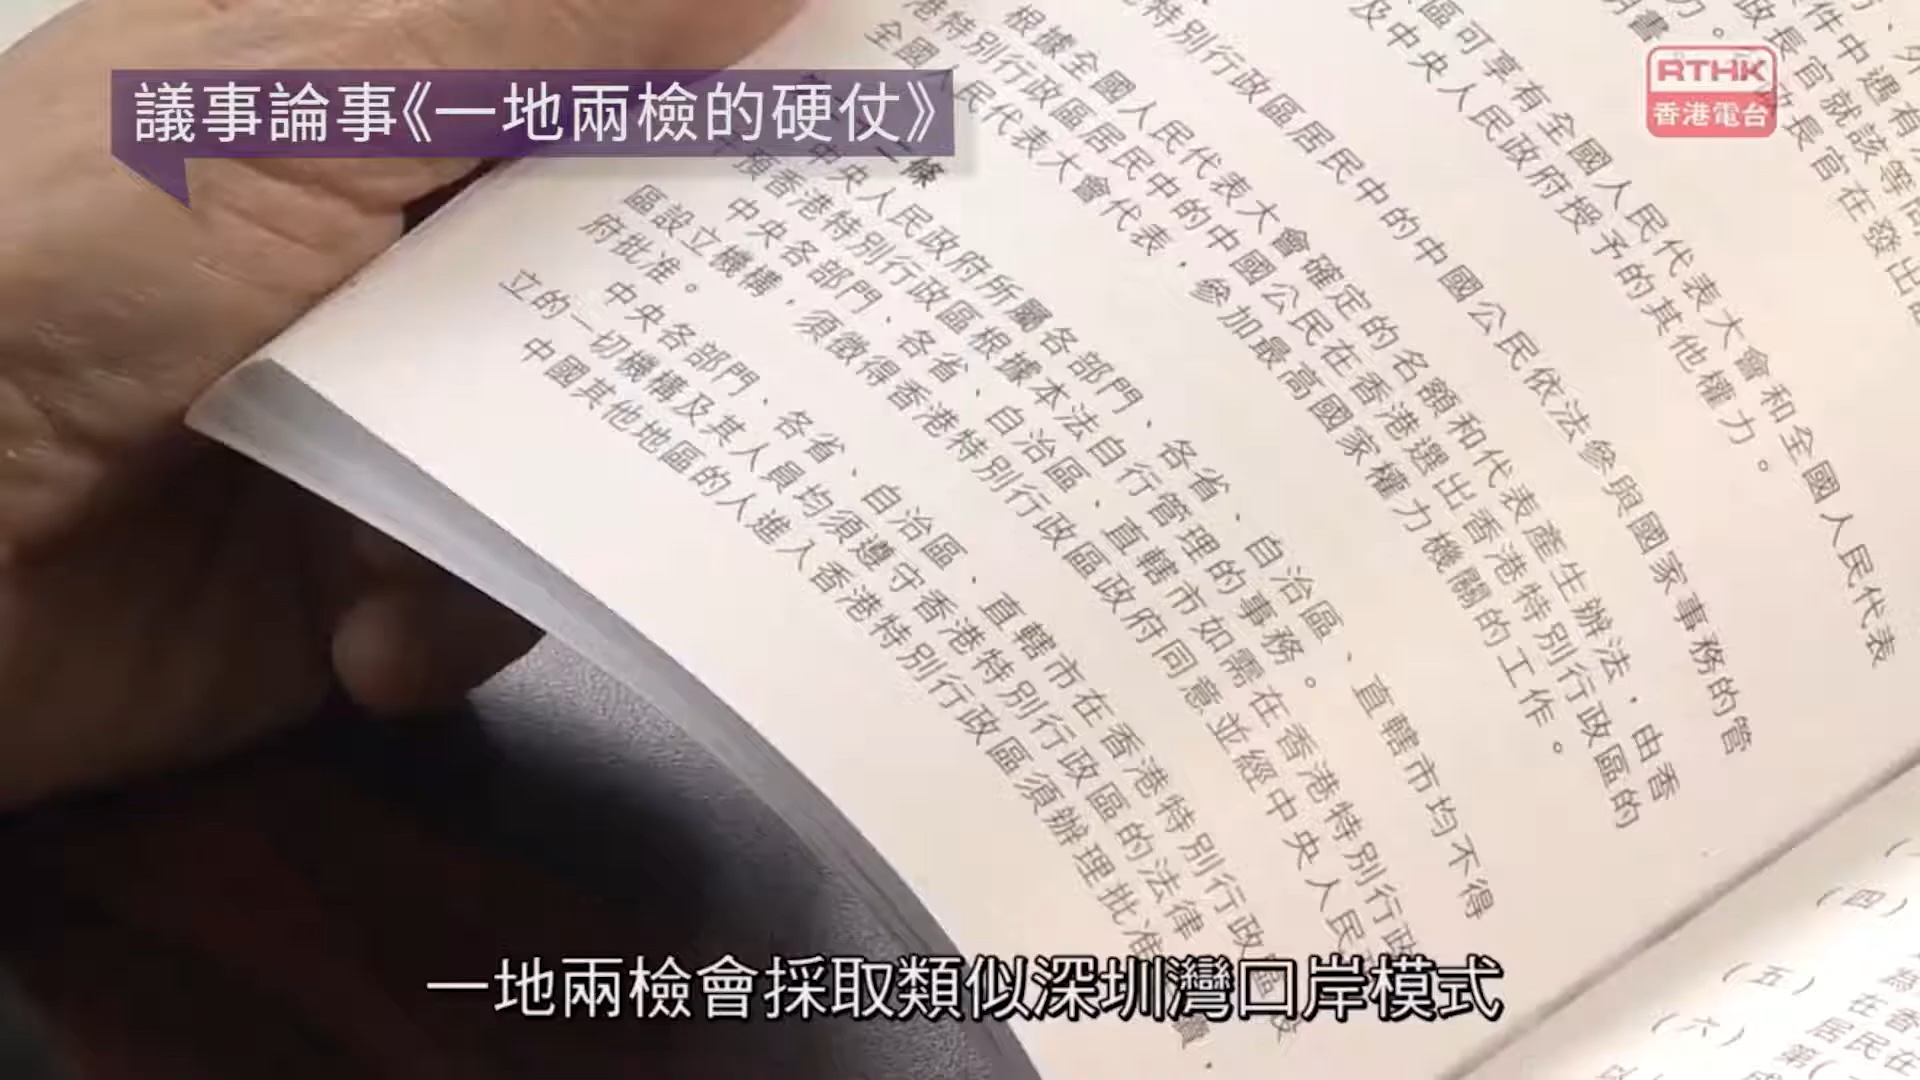 議事論事《一地兩檢的硬仗》
RTHK
香港電台
區可享有全國人民代表大會和全國人民代表
及中央人民政府授予的其他權力。
港特別行政區居民中的中國公民依法參與國家事務的管
根據全國人民代表大會確定的名額和代表產生辦法，由香
港特別行政區居民中的中國公民在香港選出香港特別行政區的
全國人民代表大會代表，參加最高國家權力機關的工作。
二條
中央人民政府所屬各部門、各省、自治區、直轄市均不得
干預香港特別行政區根據本法自行管理的事務。
中央各部門、各省、自治區、直轄市如需在香港特別行政
區設立機構，須徵得香港特別行政區政府同意並經中央人民政
府批准。
中央各部門、各省、自治區、直轄市在香港特別行政區設
立的一切機構及其人員均須遵守香港特別行政區的法律
中國其他地區的人進入香港特別行政區須辦理批准
(四)
(五) 在香
居民在
(六) 第
一地兩檢會採取類似深圳灣口岸模式